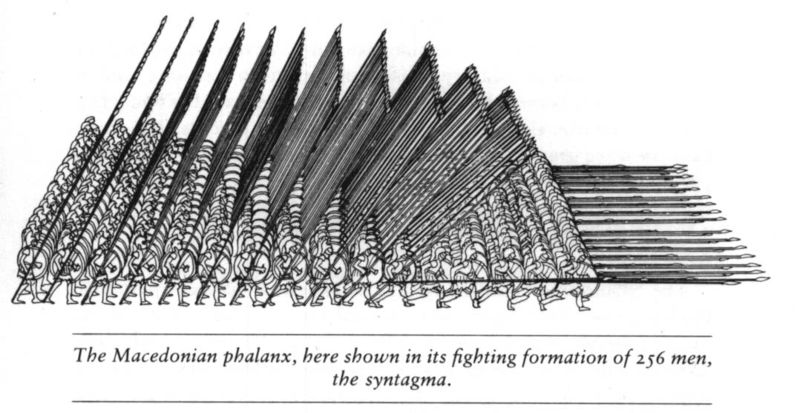 The Macedonian phalanx, here shown in its fighting formation of 256 men,
the syntagma.